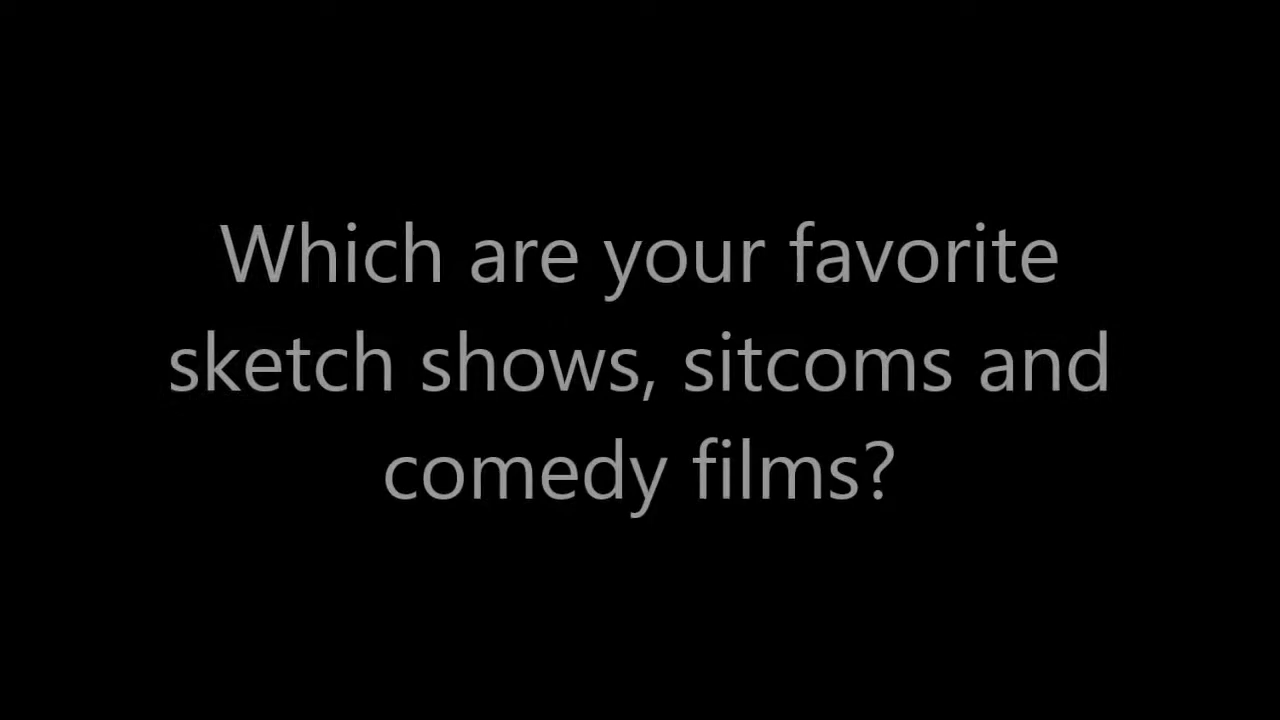 Which are your favorite
sketch shows, sitcoms and
comedy films?